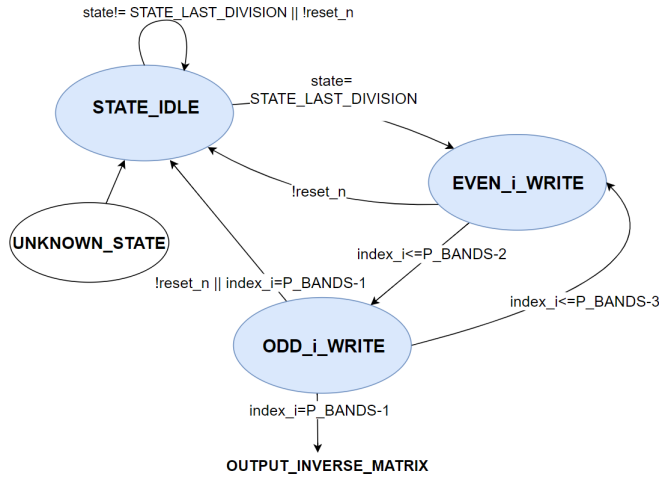 state!= STATE_LAST_DIVISION || !reset_n
state=
STATE_LAST_DIVISION
STATE_IDLE
EVEN_i_WRITE
!reset_n
UNKNOWN_STATE
index_i<=P_BANDS-2
!reset_n || index_i=P_BANDS-1
index_i<=P_BANDS-3
ODD_i_WRITE
index_i=P_BANDS-1
OUTPUT_INVERSE_MATRIX